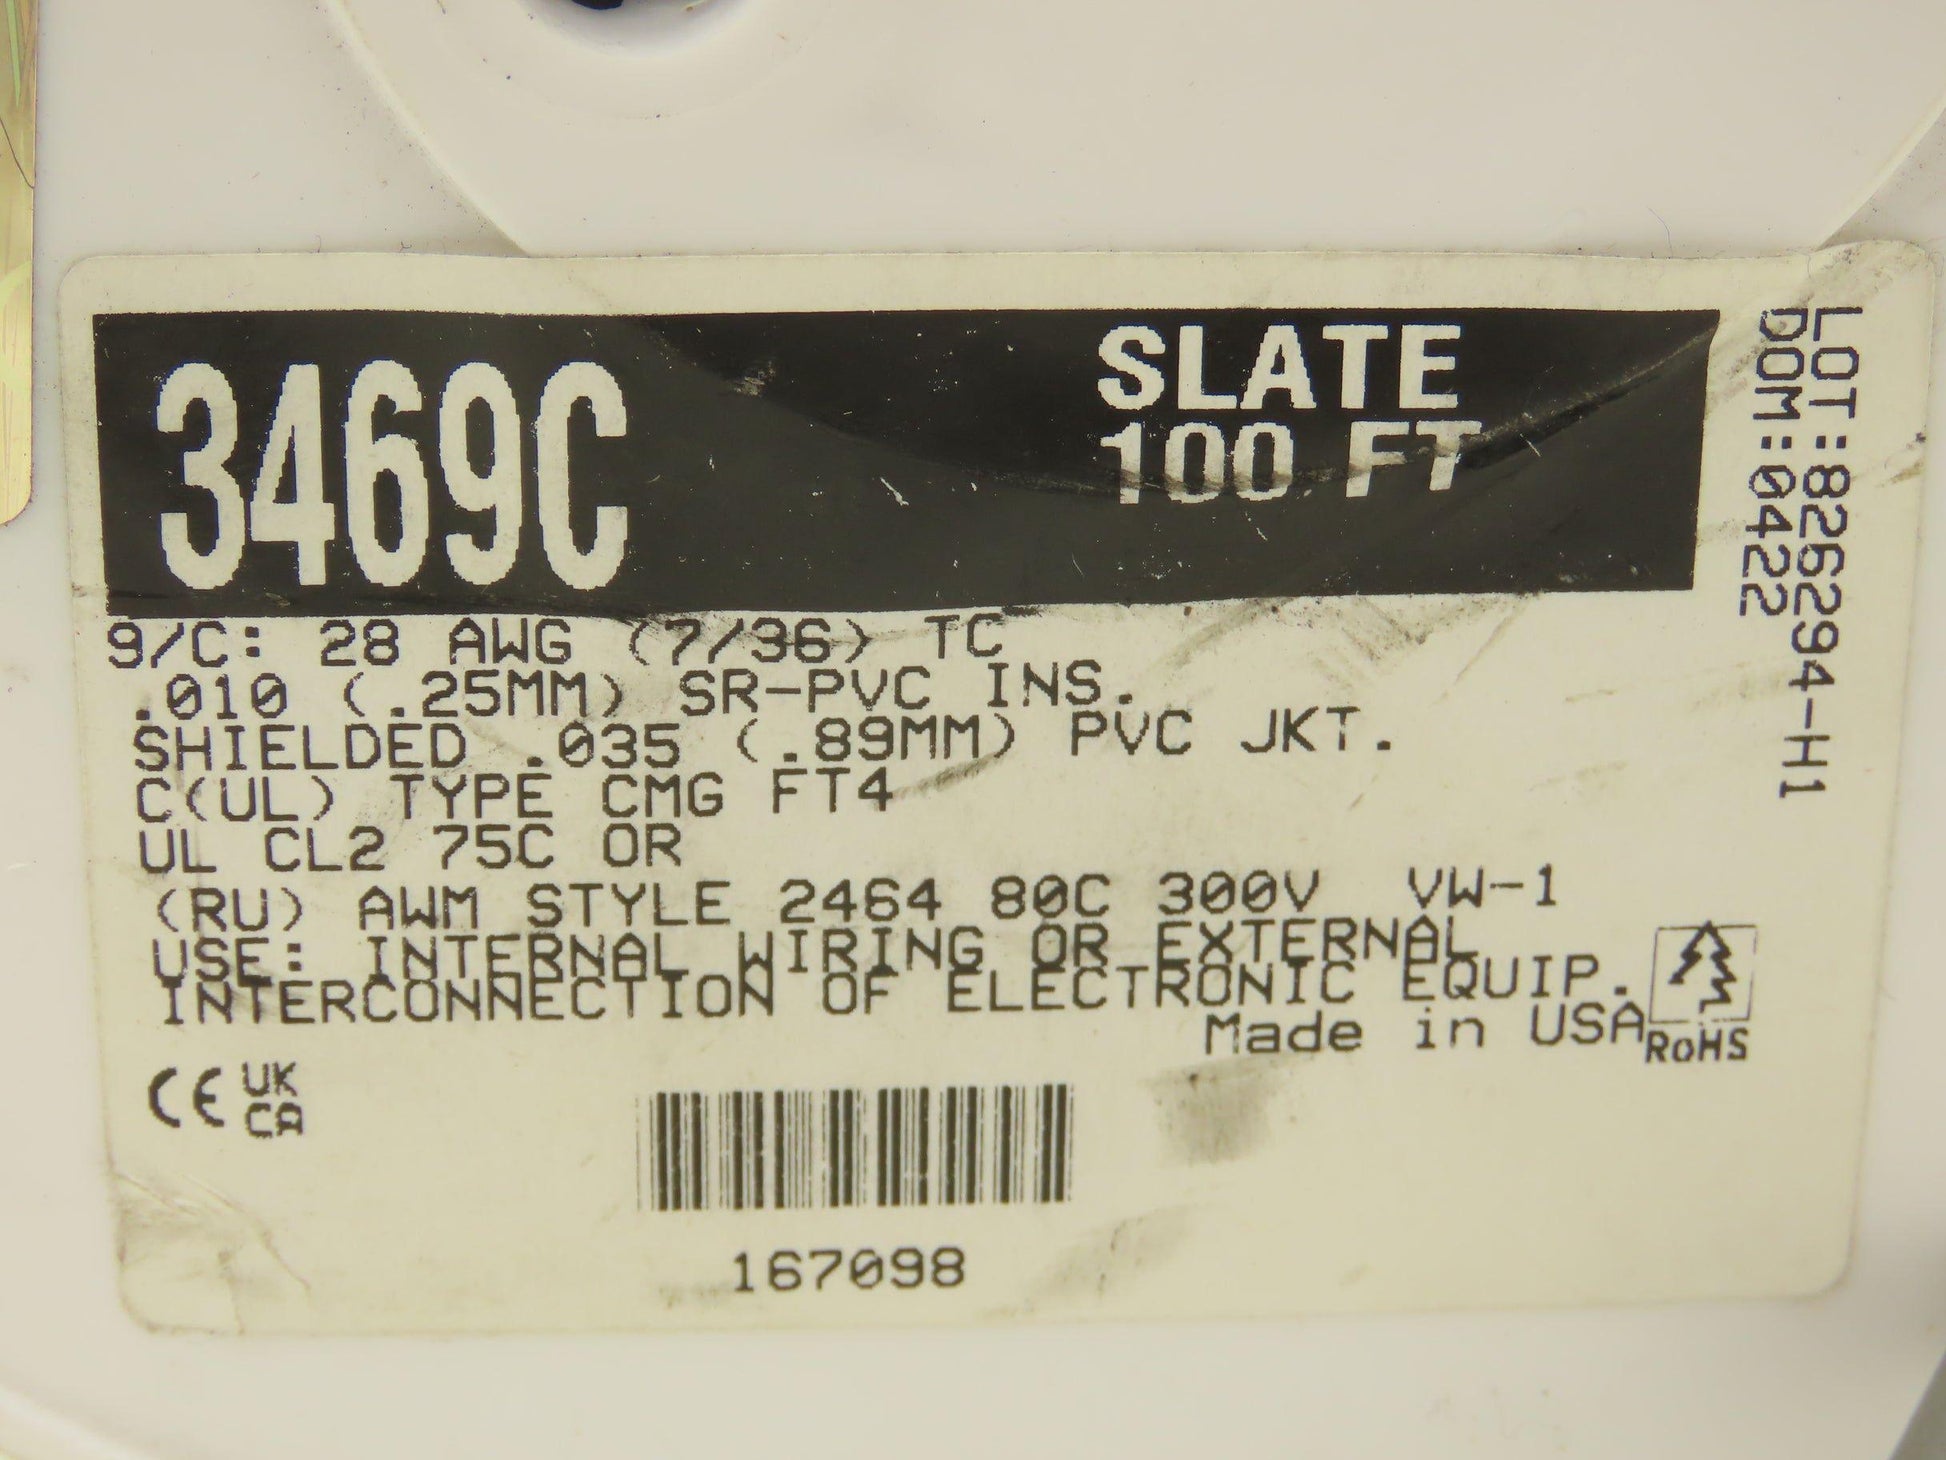 3469C
SLATE
100 FT
9/C: 28 AWG (7/36) TC
.010 (.25MM) SR-PVC INS.
SHIELDED .035 (.89MM) PVC JKT.
C(UL) TYPE CMG FT4
UL CL2 75C OR
(RU) AWM STYLE 2464 80C 300V VW-1
USE: INTERNAL WIRING OR EXTERNAL
INTERCONNECTION OF ELECTRONIC EQUIP.
Made in USA
RoHS
CE UK
CA
167098
LOT:826294-H1
DOM:0422